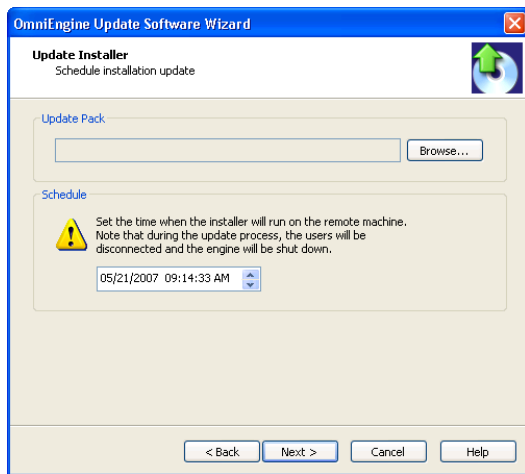 OmniEngine Update Software Wizard
Update Installer
Schedule installation update
Update Pack
Browse...
Schedule
Set the time when the installer will run on the remote machine.
Note that during the update process, the users will be
disconnected and the engine will be shut down.
05/21/2007 09:14:33 AM
< Back Next > Cancel Help